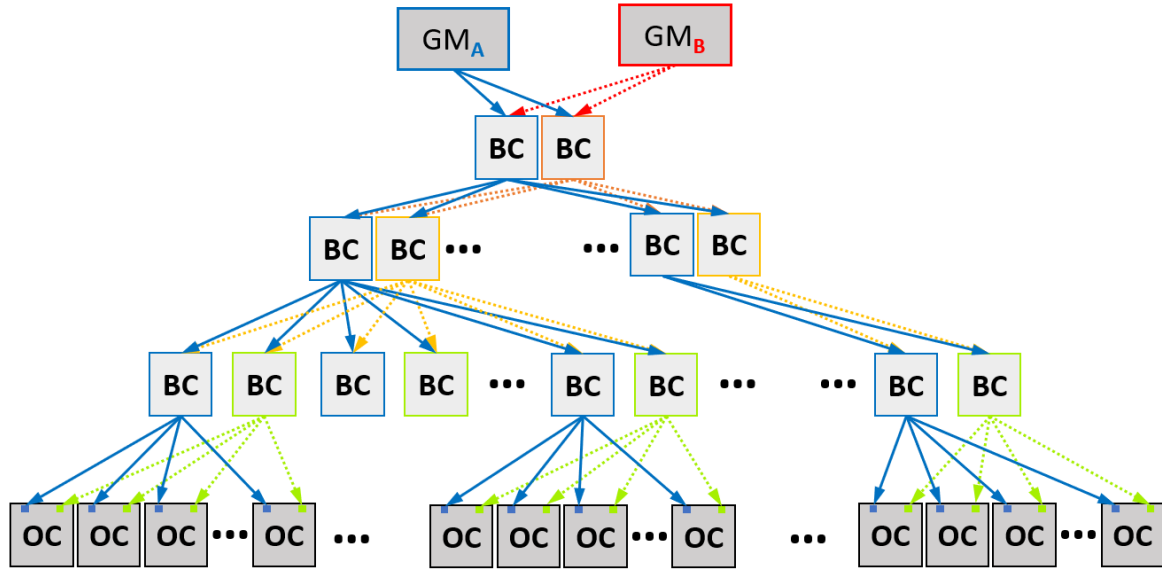 GMA GMB
BC BC
BC BC ••• ••• BC BC
BC BC BC BC ••• BC BC ••• ••• BC BC
OC OC OC ••• OC ••• OC OC OC ••• OC ••• OC OC OC ••• OC